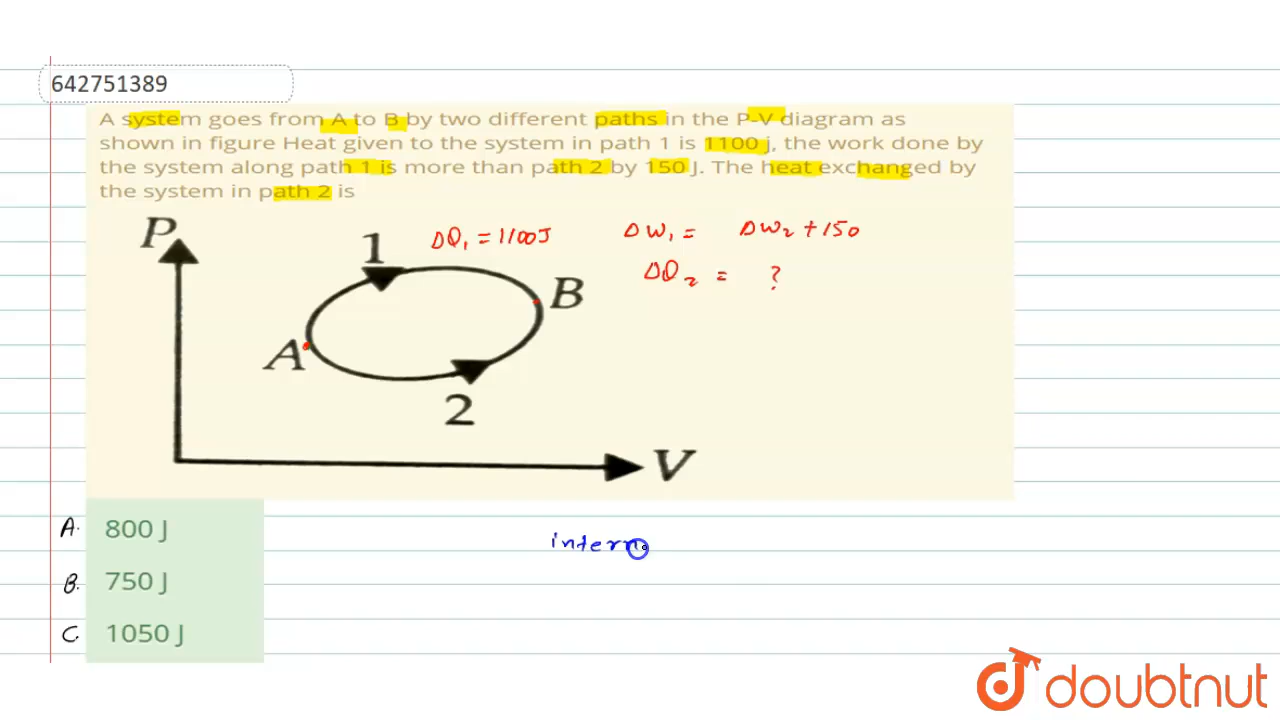 642751389
A system goes from A to B by two different paths in the P-V diagram as
shown in figure Heat given to the system in path 1 is 1100 j, the work done by
the system along path 1 is more than path 2 by 150 J. The heat exchanged by
the system in path 2 is
P
1
ΔQ₁ = 1100J
ΔW₁ = ΔW₂ + 150
ΔQ₂ = ?
B
A
2
V
A. 800 J
intern
B. 750 J
C. 1050 J
doubtnut